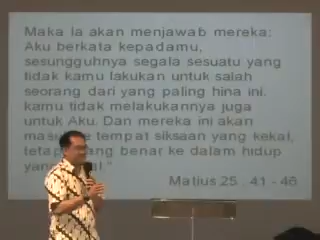 Maka Ia akan menjawab mereka:
Aku berkata kepadamu,
sesungguhnya segala sesuatu yang
tidak kamu lakukan untuk salah
seorang dari yang paling hina ini.
kamu tidak melakukannya juga
untuk Aku. Dan mereka ini akan
tempat siksaan yang kekal,
benar ke dalam hidup
Matius 25 : 41 - 46